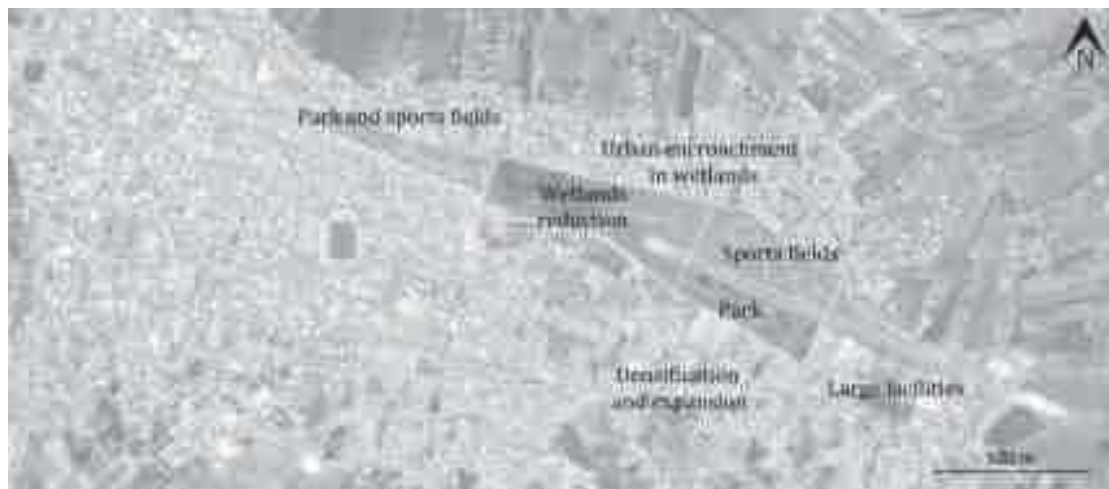 N
Park and sports fields
Urban encroachment
in wetlands
Wetlands
reduction
Sports fields
Park
Densification
and expansion
Large facilities